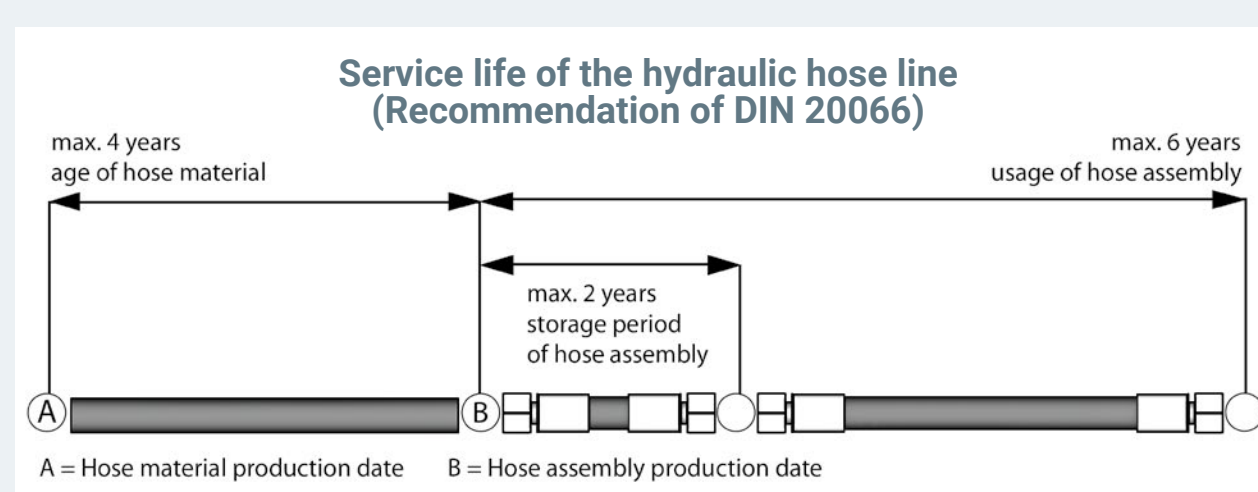 Service life of the hydraulic hose line
(Recommendation of DIN 20066)
max. 4 years
age of hose material
max. 6 years
usage of hose assembly
max. 2 years
storage period
of hose assembly
A
B
A = Hose material production date
B = Hose assembly production date